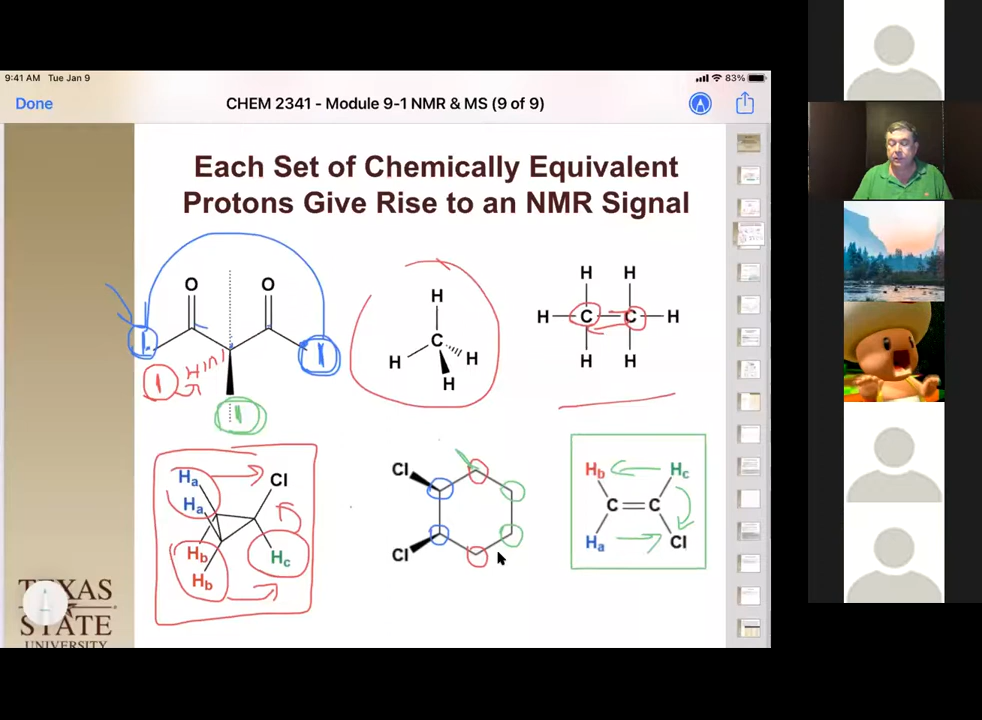 9:41 AM Tue Jan 9
83%
Done
CHEM 2341 - Module 9-1 NMR & MS (9 of 9)
Each Set of Chemically Equivalent
Protons Give Rise to an NMR Signal
O O
H
C
H H
H
H H
H C C H
H H
Ha Cl
Ha
Hb Hc
Hb
Cl
Cl
Hb Hc
C C
Ha Cl
TEXAS
STATE
UNIVERSITY